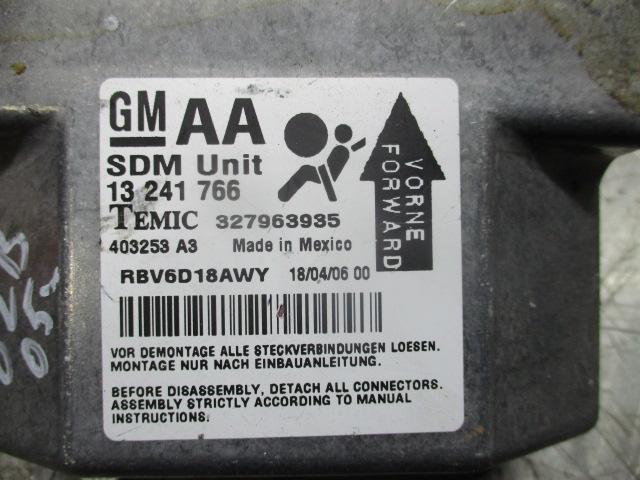 GM AA
SDM Unit
13 241 766
TEMIC 327963935
403253 A3 Made in Mexico
RBV6D18AWY 18/04/06 00
VORNE
FORWARD
VOR DEMONTAGE ALLE STECKVERBINDUNGEN LOESEN.
MONTAGE NUR NACH EINBAUANLEITUNG.
BEFORE DISASSEMBLY, DETACH ALL CONNECTORS.
ASSEMBLY STRICTLY ACCORDING TO MANUAL
INSTRUCTIONS.